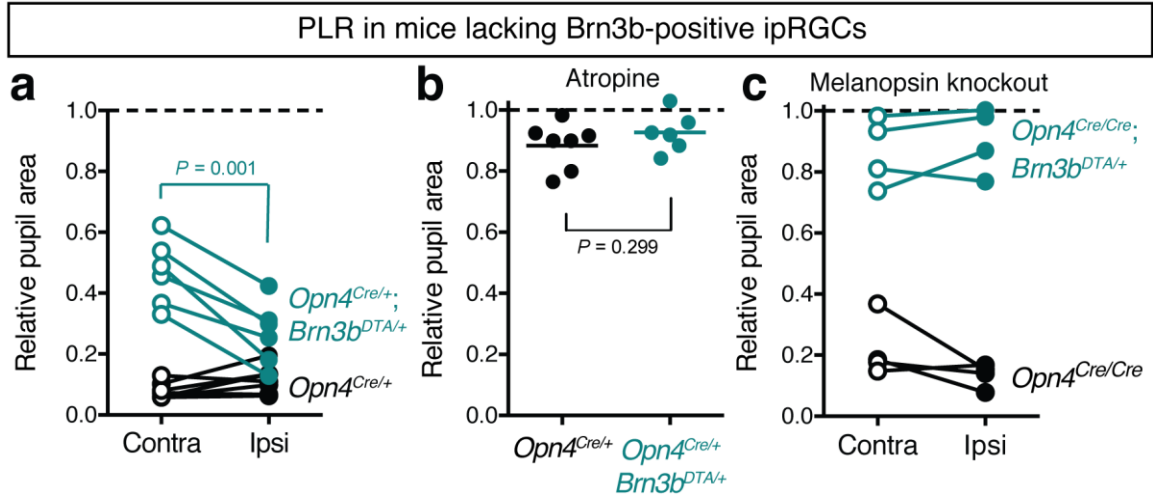 PLR in mice lacking Brn3b-positive ipRGCs
a
Relative pupil area
1.0
0.8
0.6
0.4
0.2
0.0
P = 0.001
Opn4Cre/+;
Brn3bDTA/+
Opn4Cre/+
Contra
Ipsi
b
Atropine
Relative pupil area
1.0
0.8
0.6
0.4
0.2
0.0
P = 0.299
Opn4Cre/+
Opn4Cre/+
Brn3bDTA/+
c
Melanopsin knockout
Relative pupil area
1.0
0.8
0.6
0.4
0.2
0.0
Opn4Cre/Cre;
Brn3bDTA/+
Opn4Cre/Cre
Contra
Ipsi